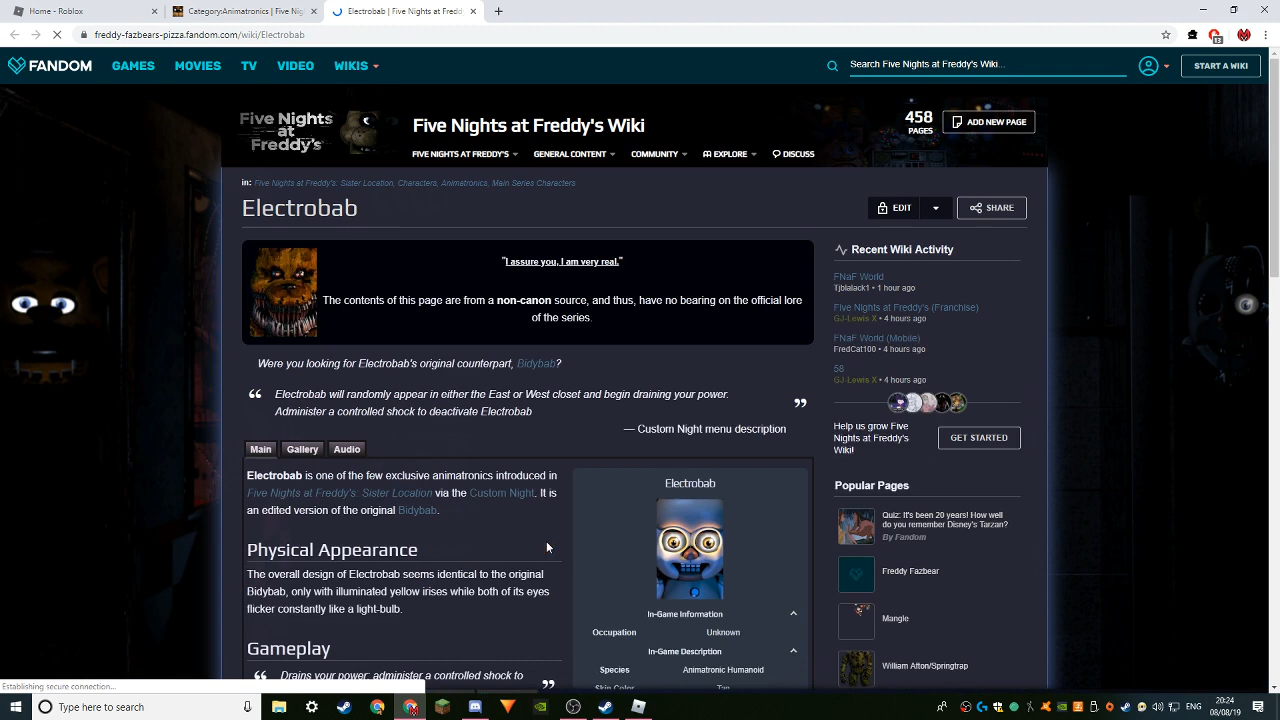 Home - Roblox
Category:Animatronics | Five Nig
Electrobab | Five Nights at Freddy
freddy-fazbears-pizza.fandom.com/wiki/Electrobab
13
FANDOM
GAMES
MOVIES
TV
VIDEO
WIKIS
Search Five Nights at Freddy's Wiki...
START A WIKI
Five Nights
at
Freddy's
Five Nights at Freddy's Wiki
458
PAGES
ADD NEW PAGE
FIVE NIGHTS AT FREDDY'S
GENERAL CONTENT
COMMUNITY
EXPLORE
DISCUSS
in: Five Nights at Freddy's: Sister Location, Characters, Animatronics, Main Series Characters
Electrobab
EDIT
SHARE
"I assure you, I am very real."
The contents of this page are from a non-canon source, and thus, have no bearing on the official lore
of the series.
Were you looking for Electrobab's original counterpart, Bidybab?
“ Electrobab will randomly appear in either the East or West closet and begin draining your power.
Administer a controlled shock to deactivate Electrobab ”
— Custom Night menu description
Main
Gallery
Audio
Electrobab is one of the few exclusive animatronics introduced in
Five Nights at Freddy's: Sister Location via the Custom Night. It is
an edited version of the original Bidybab.
Physical Appearance
The overall design of Electrobab seems identical to the original
Bidybab, only with illuminated yellow irises while both of its eyes
flicker constantly like a light-bulb.
Gameplay
“ Drains your power: administer a controlled shock to ”
Electrobab
In-Game Information
Occupation Unknown
In-Game Description
Species Animatronic Humanoid
Skin Color Tan
Recent Wiki Activity
FNaF World
Tjblalack1 • 1 hour ago
Five Nights at Freddy's (Franchise)
GJ-Lewis X • 4 hours ago
FNaF World (Mobile)
FredCat100 • 4 hours ago
58
GJ-Lewis X • 4 hours ago
Help us grow Five
Nights at Freddy's
Wiki!
GET STARTED
Popular Pages
Quiz: It's been 20 years! How well
do you remember Disney's Tarzan?
By Fandom
Freddy Fazbear
Mangle
William Afton/Springtrap
Establishing secure connection...
Type here to search
ENG
20:24
08/08/19